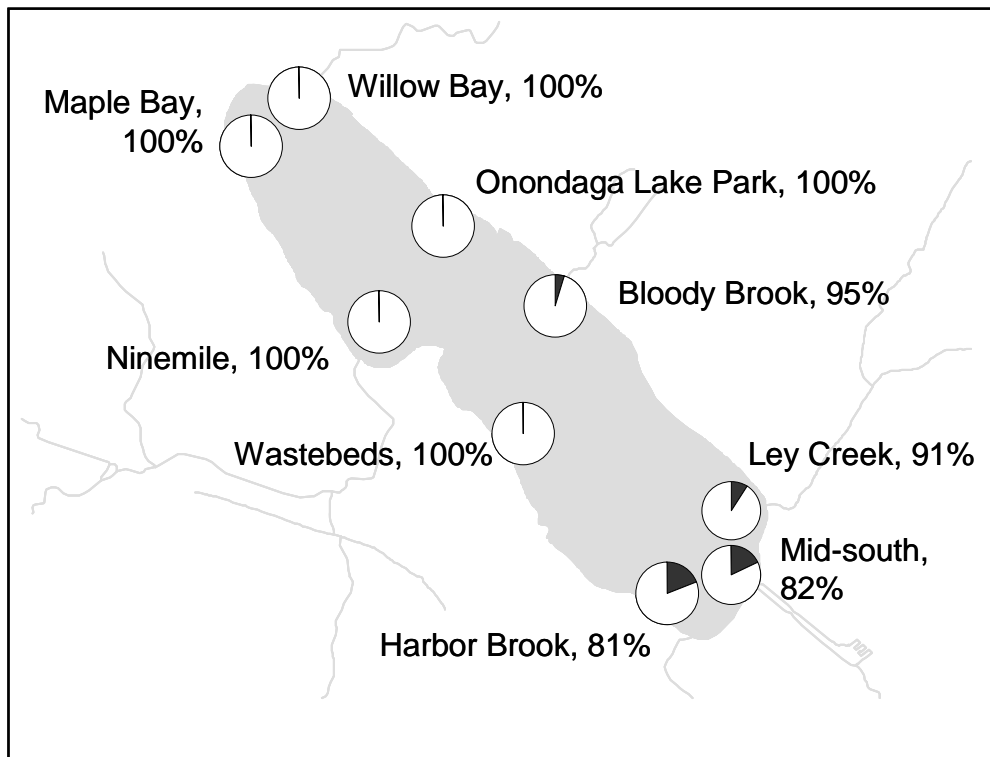 Willow Bay, 100%
Maple Bay,
100%
Onondaga Lake Park, 100%
Bloody Brook, 95%
Ninemile, 100%
Wastebeds, 100%
Ley Creek, 91%
Mid-south,
82%
Harbor Brook, 81%